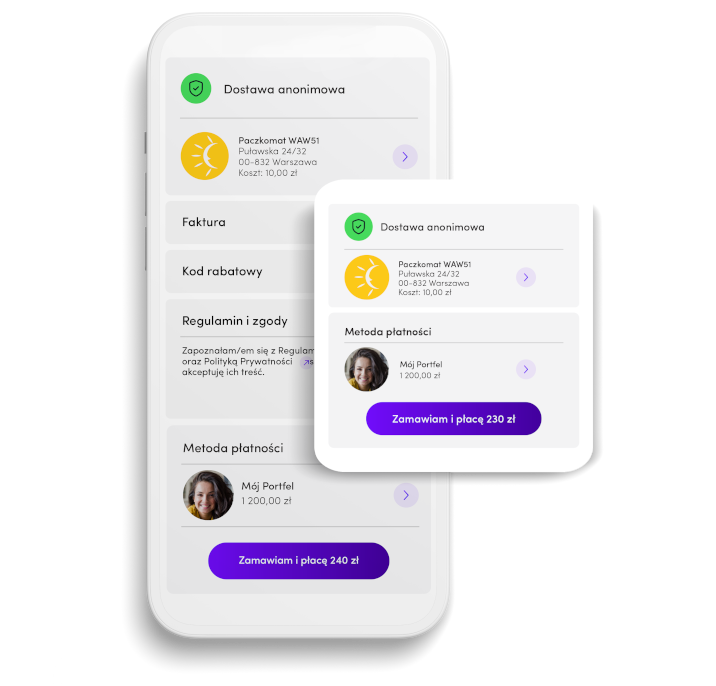 Dostawa anonimowa
Paczkomat WAW51
Puławska 24/32
00-832 Warszawa
Koszt: 10,00 zł
Faktura
Kod rabatowy
Regulamin i zgody
Zapoznałam/em się z Regulam
oraz Polityką Prywatności
akceptuję ich treść.
Metoda płatności
Mój Portfel
1 200,00 zł
Zamawiam i płacę 240 zł
Dostawa anonimowa
Paczkomat WAW51
Puławska 24/32
00-832 Warszawa
Koszt: 10,00 zł
Metoda płatności
Mój Portfel
1 200,00 zł
Zamawiam i płacę 230 zł